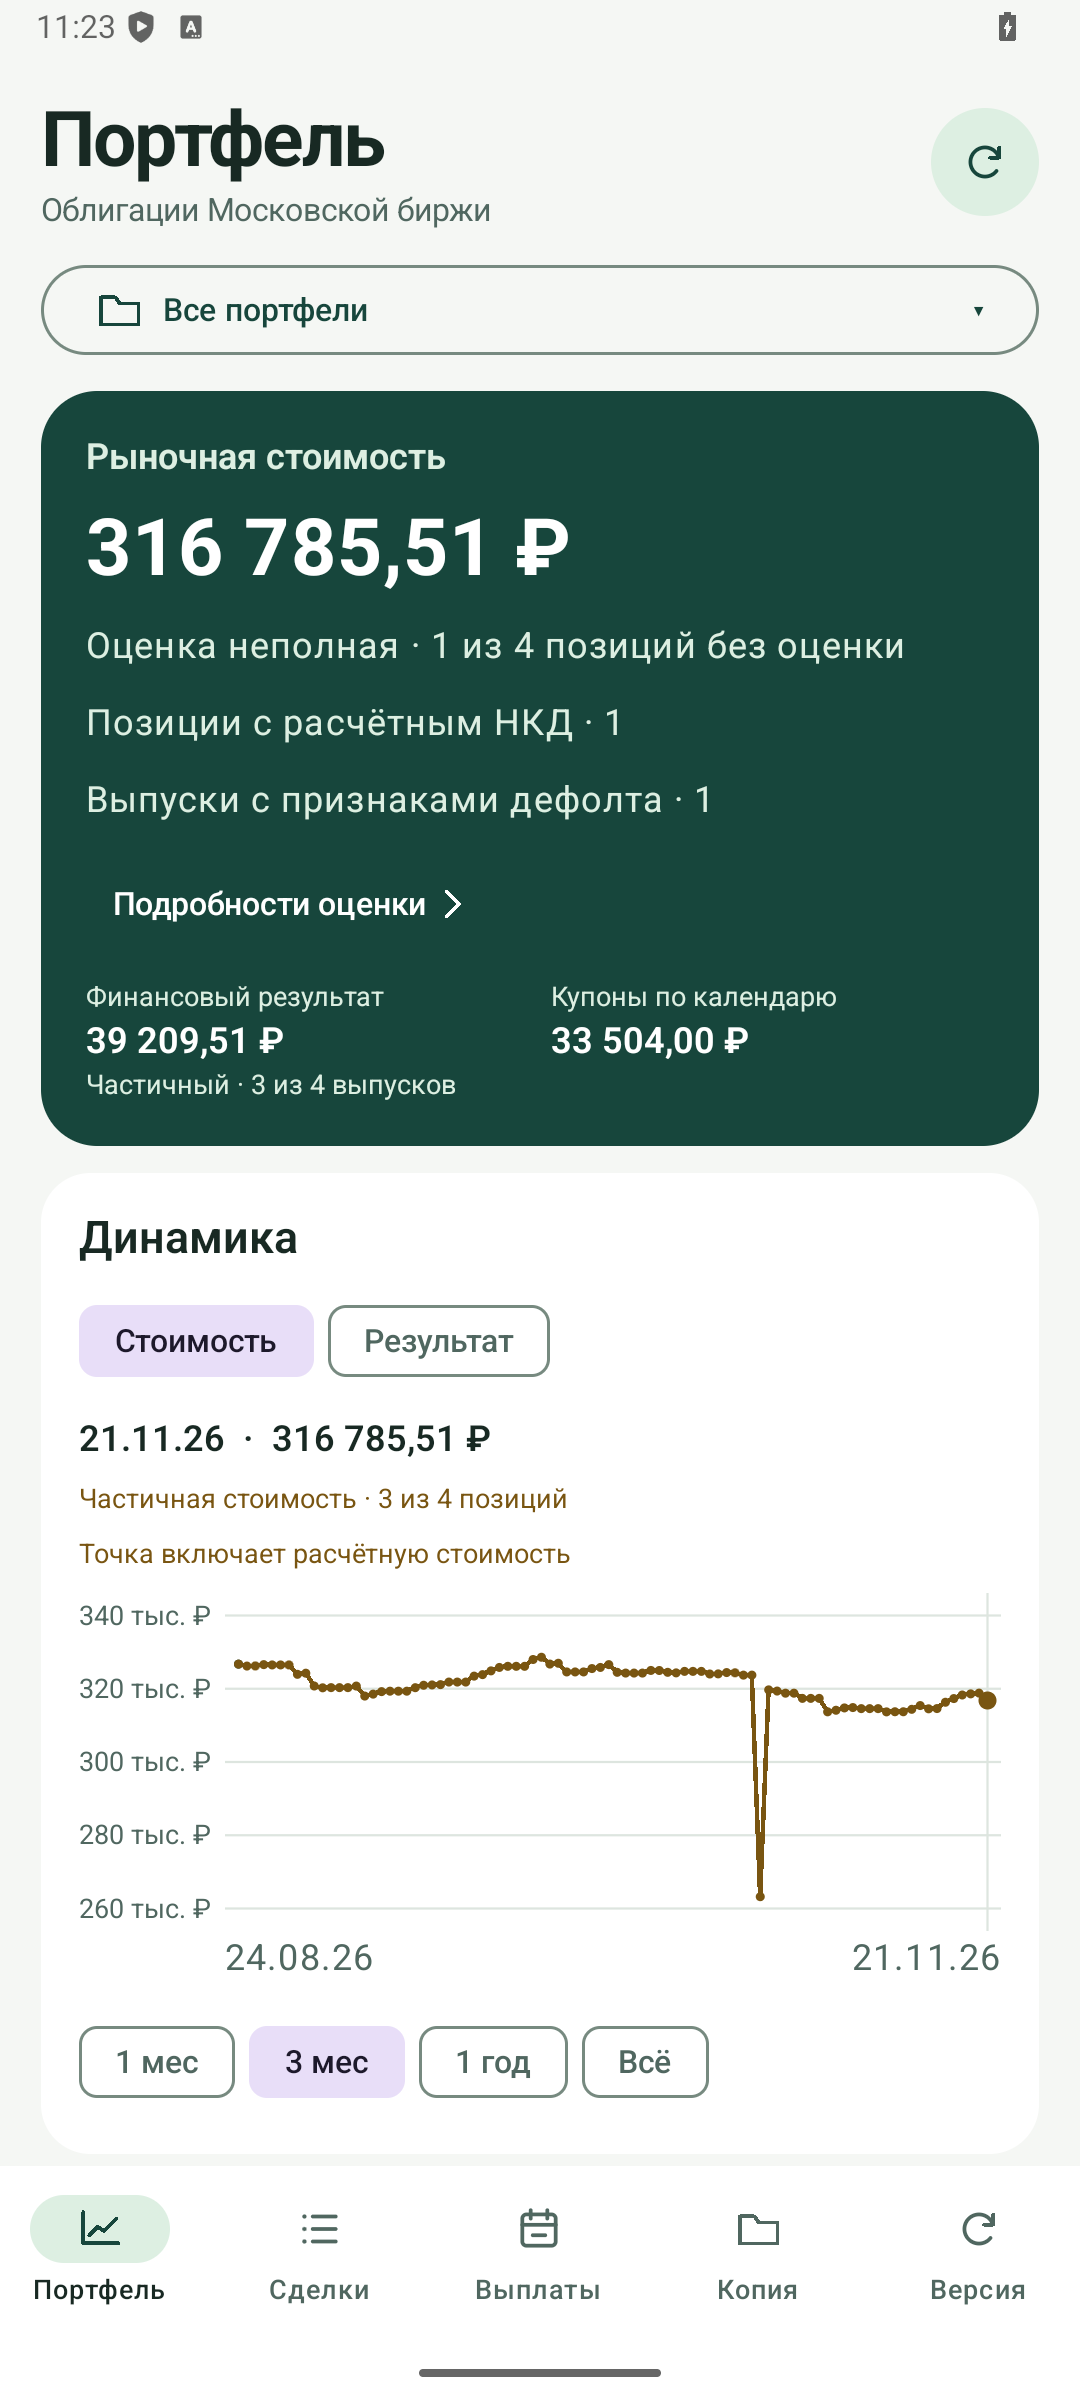 11:23
Портфель
Облигации Московской биржи
Все портфели
Рыночная стоимость
316 785,51 ₽
Оценка неполная · 1 из 4 позиций без оценки
Позиции с расчётным НКД · 1
Выпуски с признаками дефолта · 1
Подробности оценки
Финансовый результат
39 209,51 ₽
Частичный · 3 из 4 выпусков
Купоны по календарю
33 504,00 ₽
Динамика
Стоимость
Результат
21.11.26 · 316 785,51 ₽
Частичная стоимость · 3 из 4 позиций
Точка включает расчётную стоимость
340 тыс. ₽
320 тыс. ₽
300 тыс. ₽
280 тыс. ₽
260 тыс. ₽
24.08.26
21.11.26
1 мес
3 мес
1 год
Всё
Портфель
Сделки
Выплаты
Копия
Версия